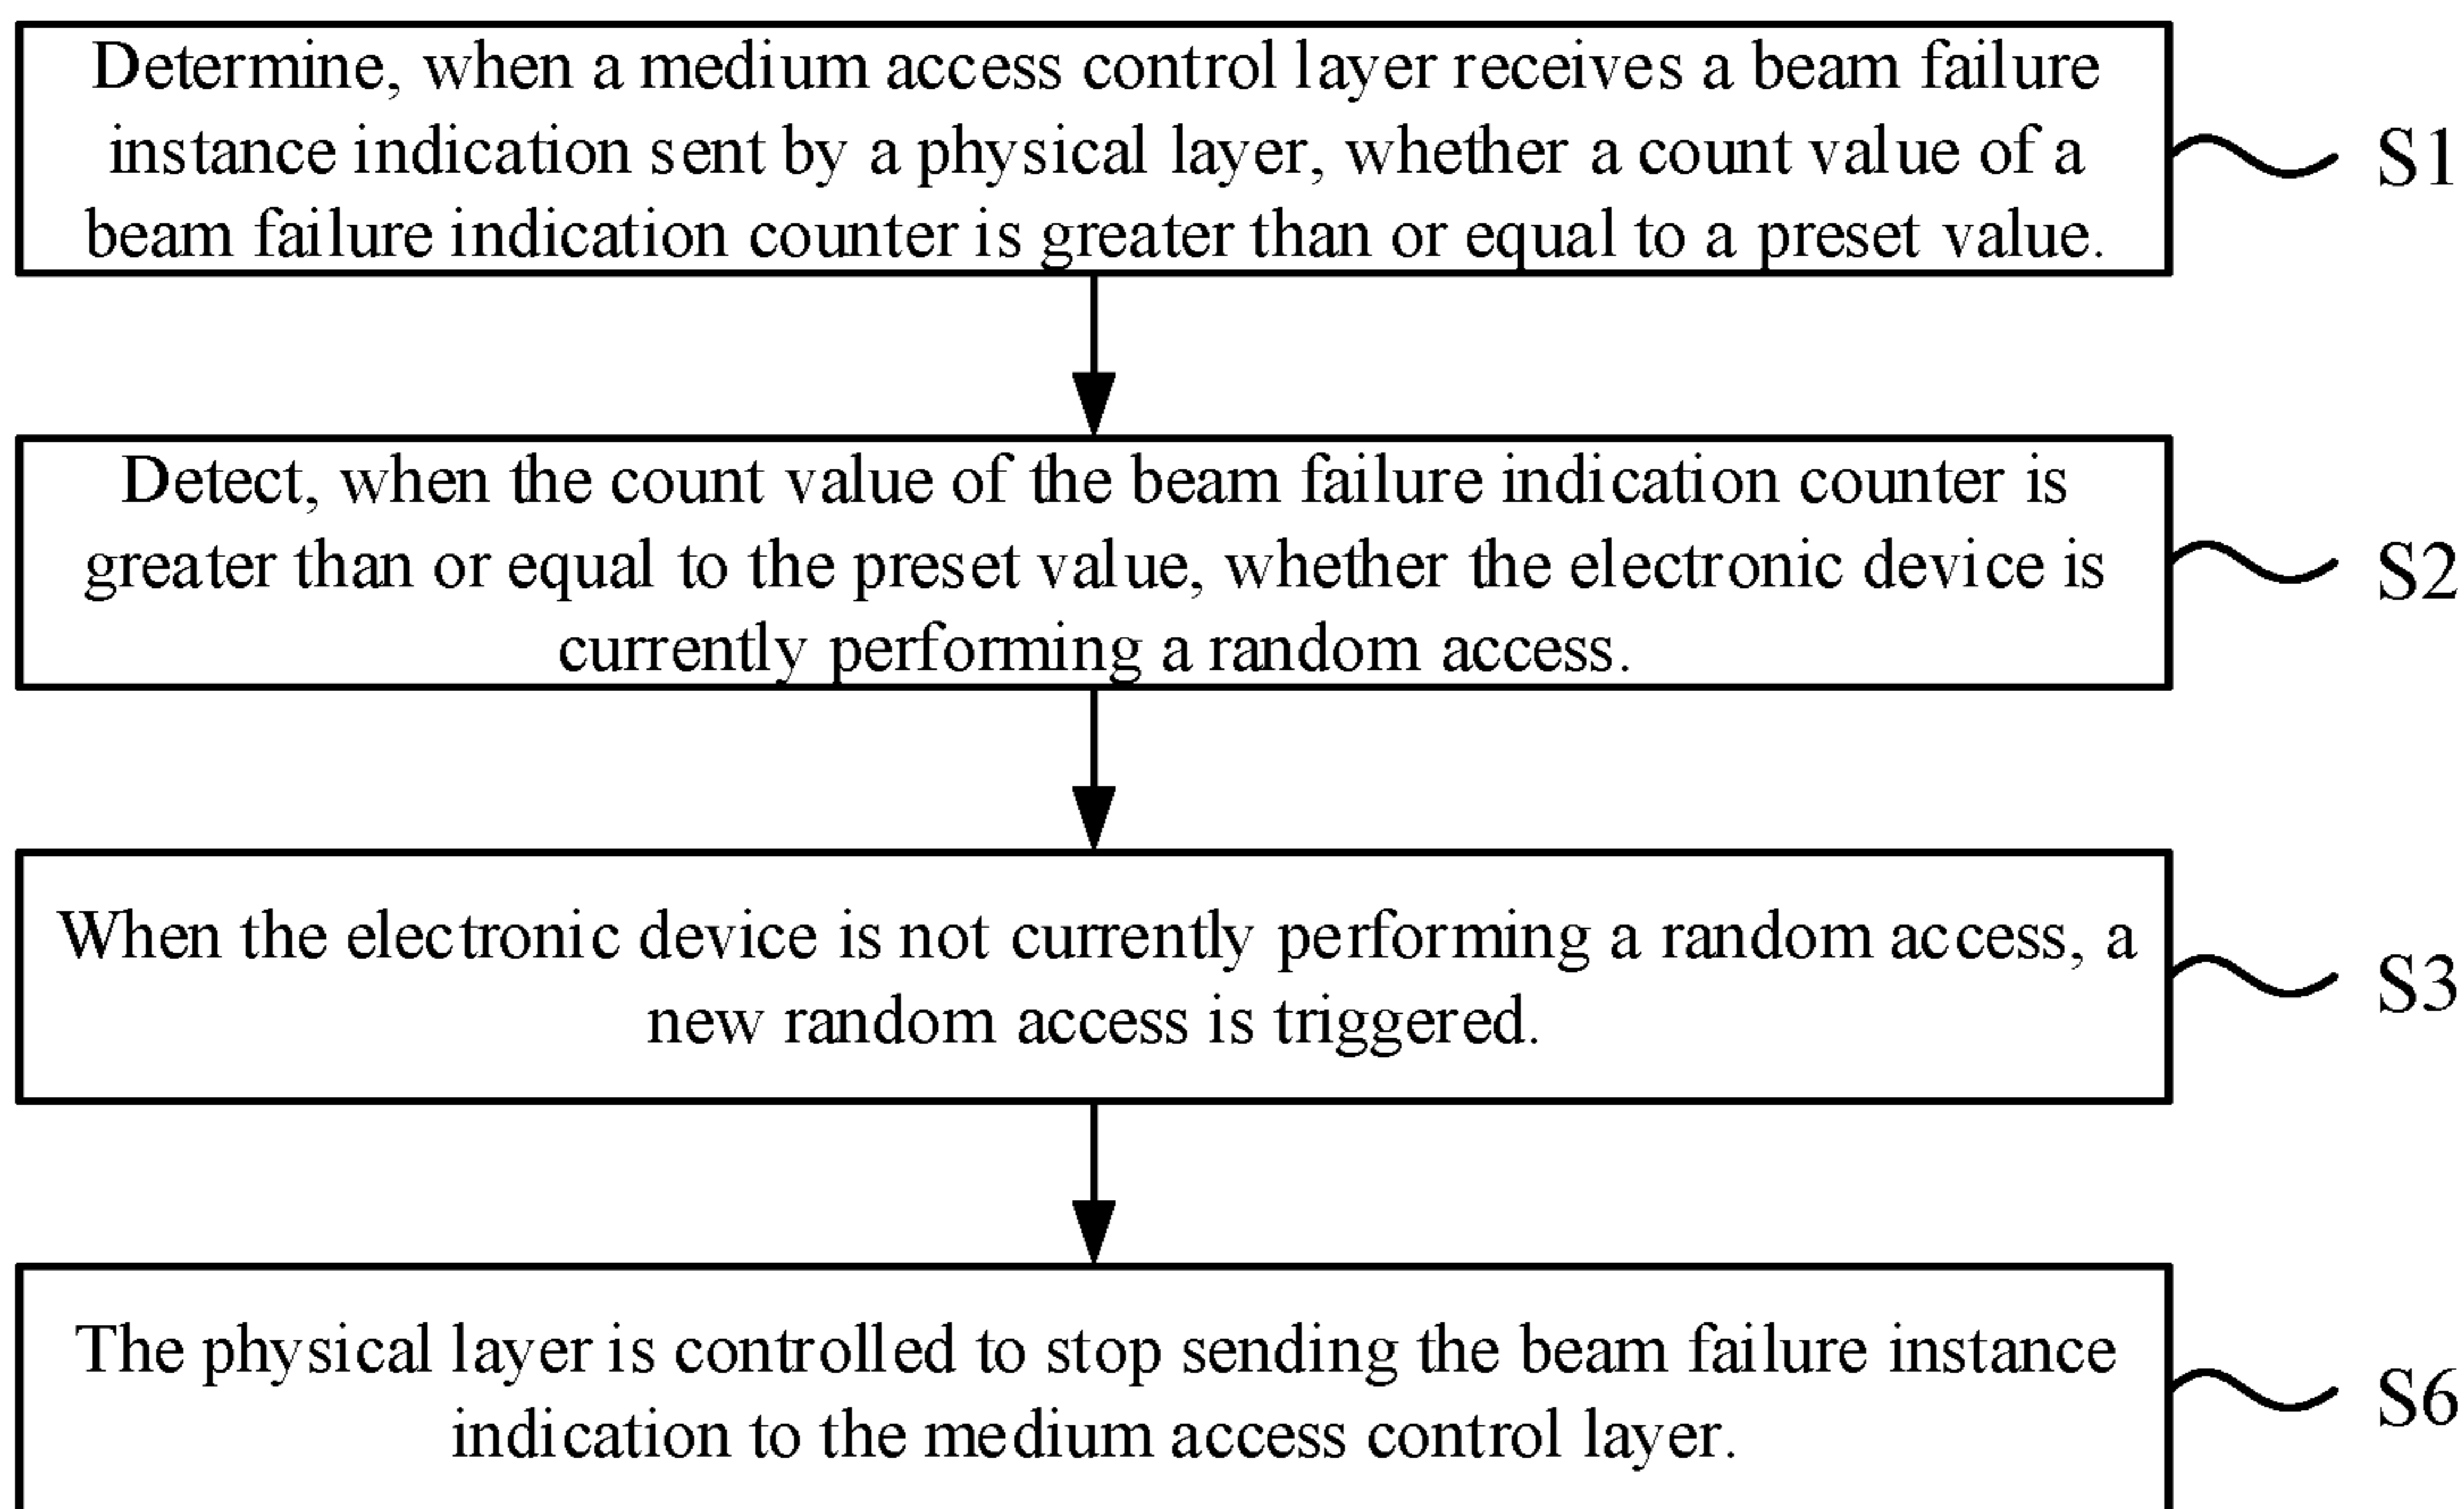 Determine, when a medium access control layer receives a beam failure
instance indication sent by a physical layer, whether a count value of a
beam failure indication counter is greater than or equal to a preset value.
S1
Detect, when the count value of the beam failure indication counter is
greater than or equal to the preset value, whether the electronic device is
currently performing a random access.
S2
When the electronic device is not currently performing a random access, a
new random access is triggered.
S3
The physical layer is controlled to stop sending the beam failure instance
indication to the medium access control layer.
S6